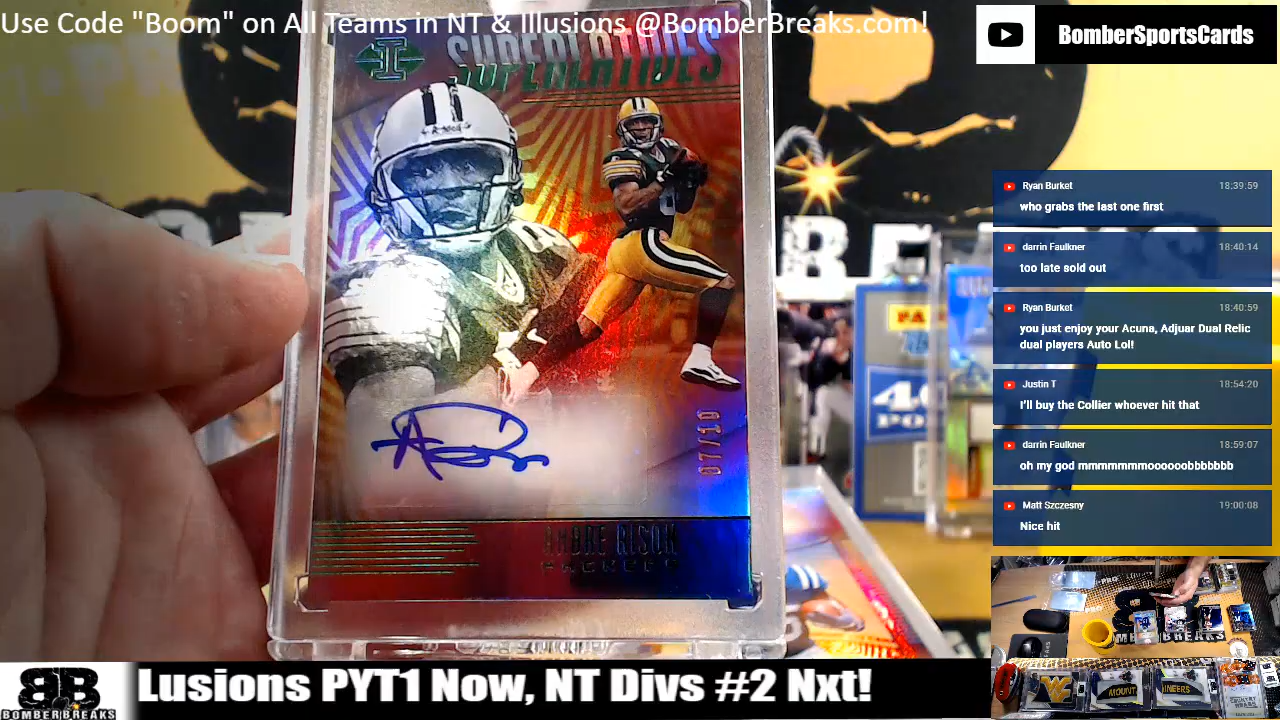 Use Code "Boom" on All Teams in NT & Illusions @BomberBreaks.com!
BomberSportsCards
SUPERLATIVES
07/10
ANDRE RISON
PACKERS
Ryan Burket 18:39:59
who grabs the last one first
darrin Faulkner 18:40:14
too late sold out
Ryan Burket 18:40:59
you just enjoy your Acuna, Adjuar Dual Relic
dual players Auto Lol!
Justin T 18:54:20
I'll buy the Collier whoever hit that
darrin Faulkner 18:59:07
oh my god mmmmmmmoooooobbbbbbb
Matt Szczesny 19:00:08
Nice hit
MOUNT
INEERS
BB
BOMBERBREAKS
Lusions PYT1 Now, NT Divs #2 Nxt!